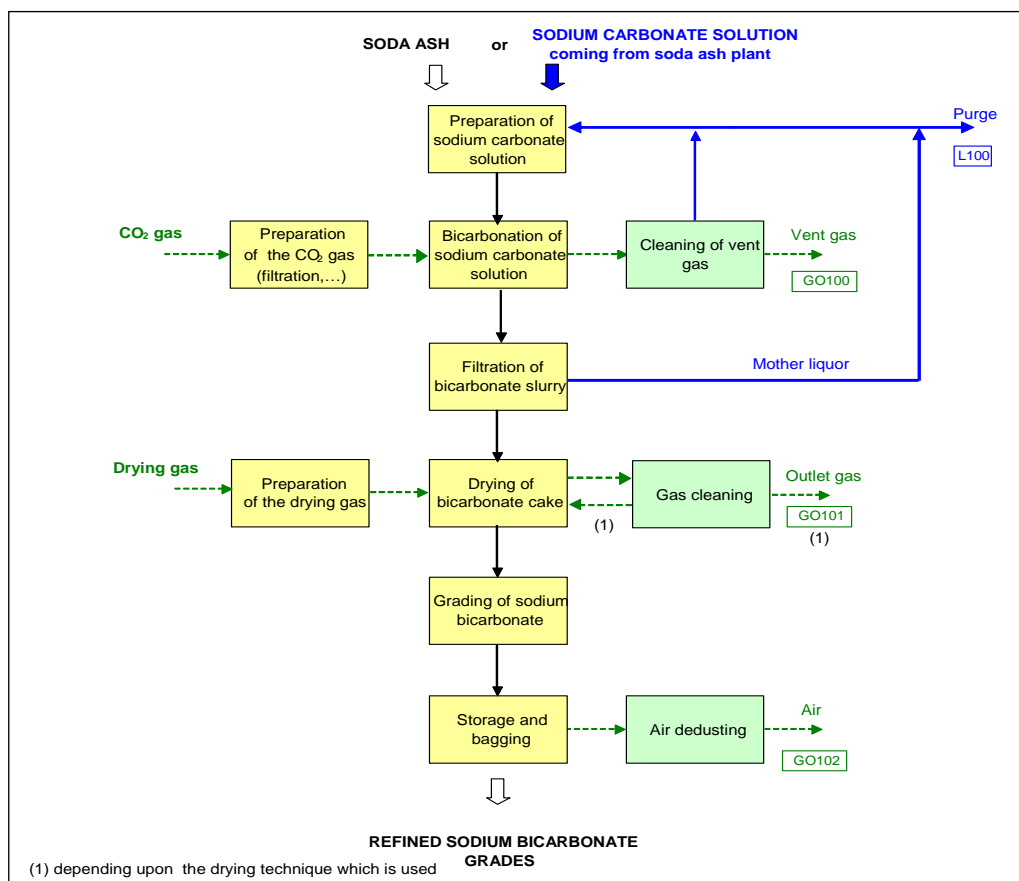 SODA ASH or SODIUM CARBONATE SOLUTION
coming from soda ash plant
Preparation of
sodium carbonate
solution
Purge
L100
CO₂ gas
Preparation
of the CO₂ gas
(filtration,…)
Bicarbonation of
sodium carbonate
solution
Cleaning of vent
gas
Vent gas
GO100
Filtration of
bicarbonate slurry
Mother liquor
Drying gas
Preparation
of the drying gas
Drying of
bicarbonate cake
(1)
Gas cleaning
Outlet gas
GO101
(1)
Grading of sodium
bicarbonate
Storage and
bagging
Air dedusting
Air
GO102
REFINED SODIUM BICARBONATE
GRADES
(1) depending upon the drying technique which is used